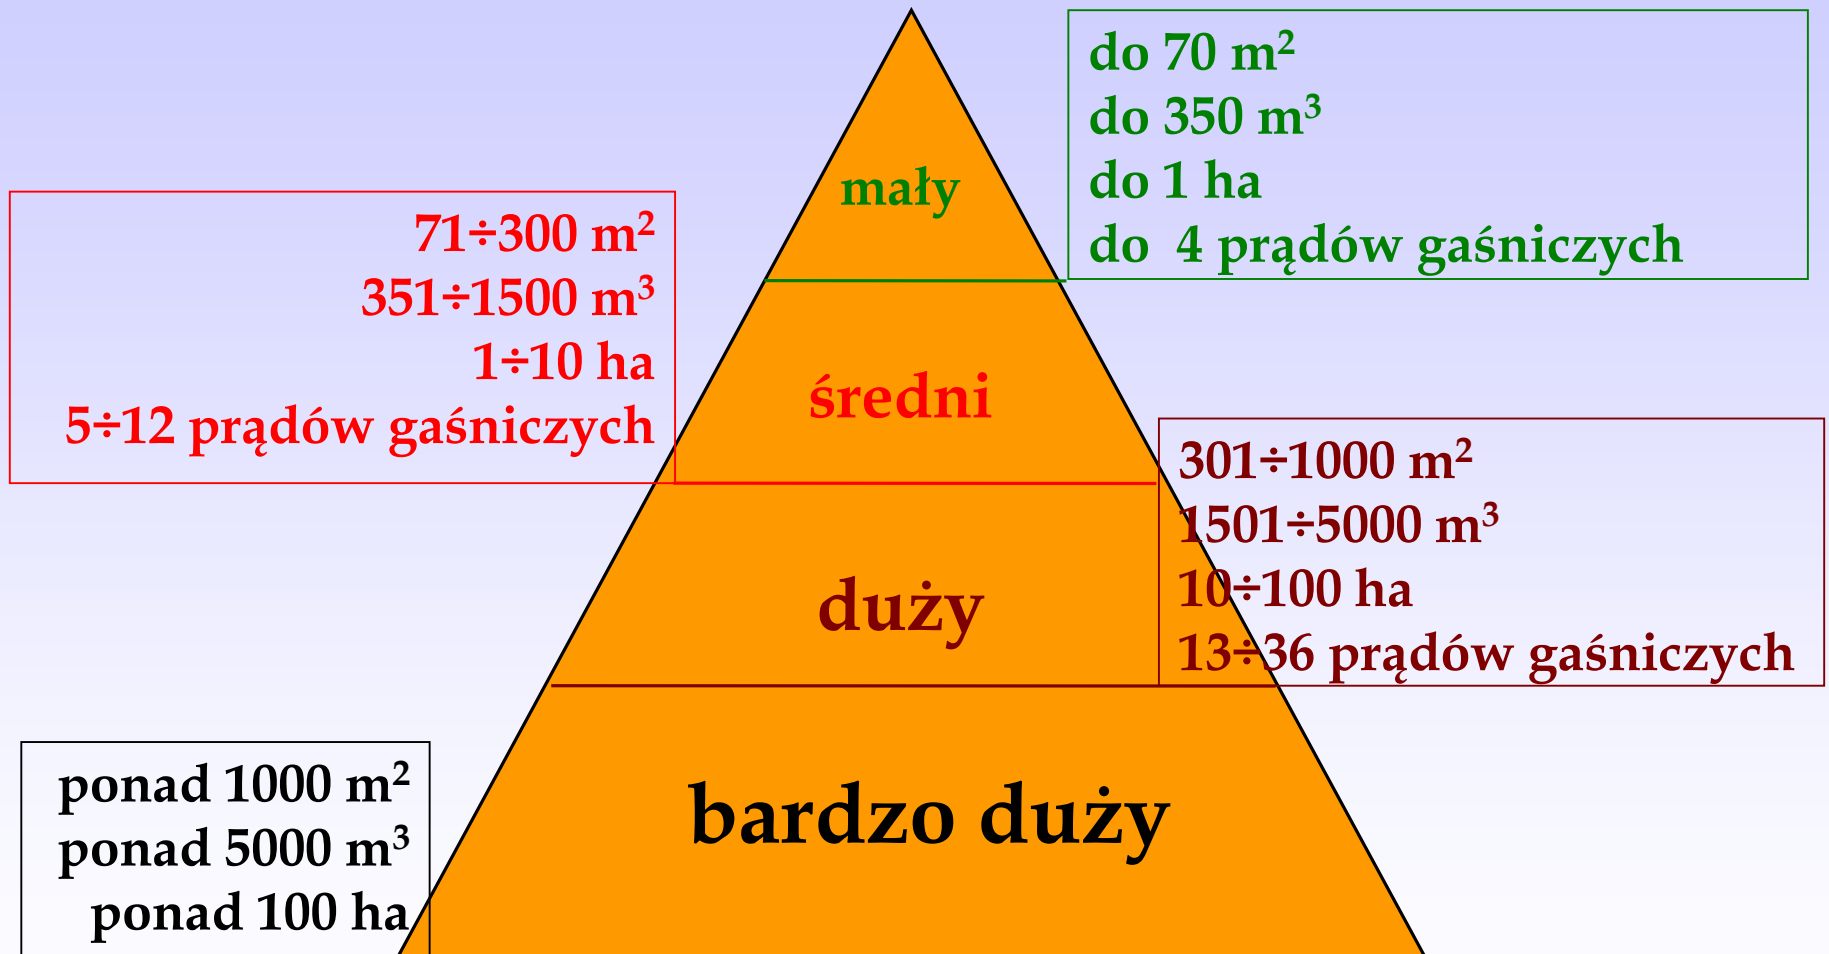 do 70 m²
do 350 m³
do 1 ha
do  4 prądów gaśniczych
mały
71÷300 m²
351÷1500 m³
1÷10 ha
5÷12 prądów gaśniczych
średni
301÷1000 m²
1501÷5000 m³
10÷100 ha
13÷36 prądów gaśniczych
duży
ponad 1000 m²
ponad 5000 m³
ponad 100 ha
bardzo duży